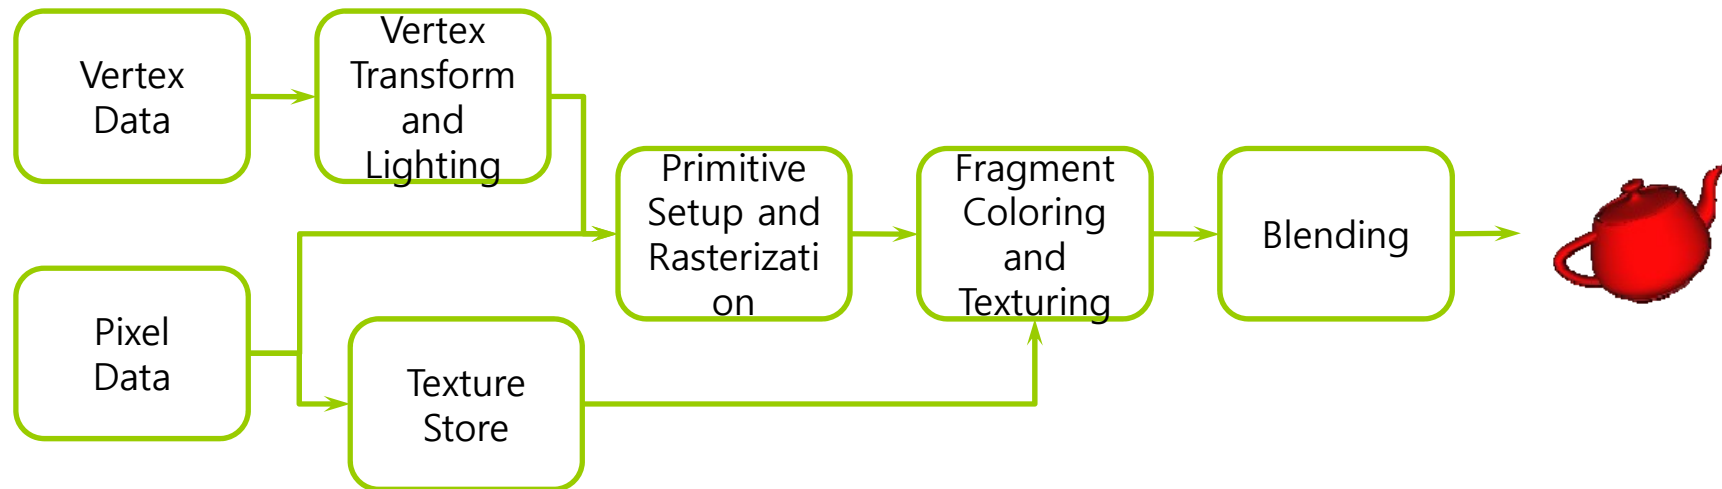 Vertex
Data
Vertex
Transform
and
Lighting
Primitive
Setup and
Rasterizati
on
Fragment
Coloring
and
Texturing
Blending
Pixel
Data
Texture
Store